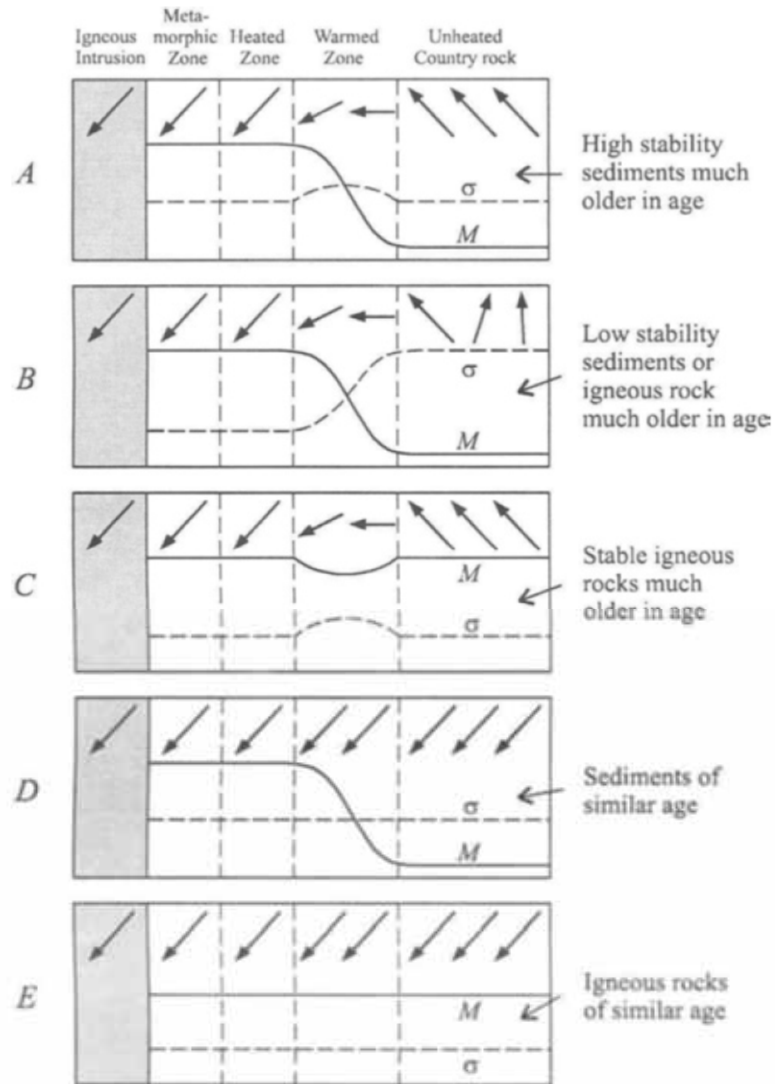 Igneous
Intrusion
Meta-
morphic
Zone
Heated
Zone
Warmed
Zone
Unheated
Country rock
A
σ
M
High stability
sediments much
older in age
B
σ
M
Low stability
sediments or
igneous rock
much older in age
C
M
σ
Stable igneous
rocks much
older in age
D
σ
M
Sediments of
similar age
E
M
σ
Igneous rocks
of similar age